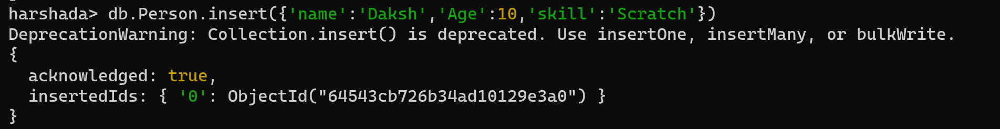 harshada> db.Person.insert({'name':'Daksh','Age':10,'skill':'Scratch'})
DeprecationWarning: Collection.insert() is deprecated. Use insertOne, insertMany, or bulkWrite.
{
  acknowledged: true,
  insertedIds: { '0': ObjectId("64543cb726b34ad10129e3a0") }
}